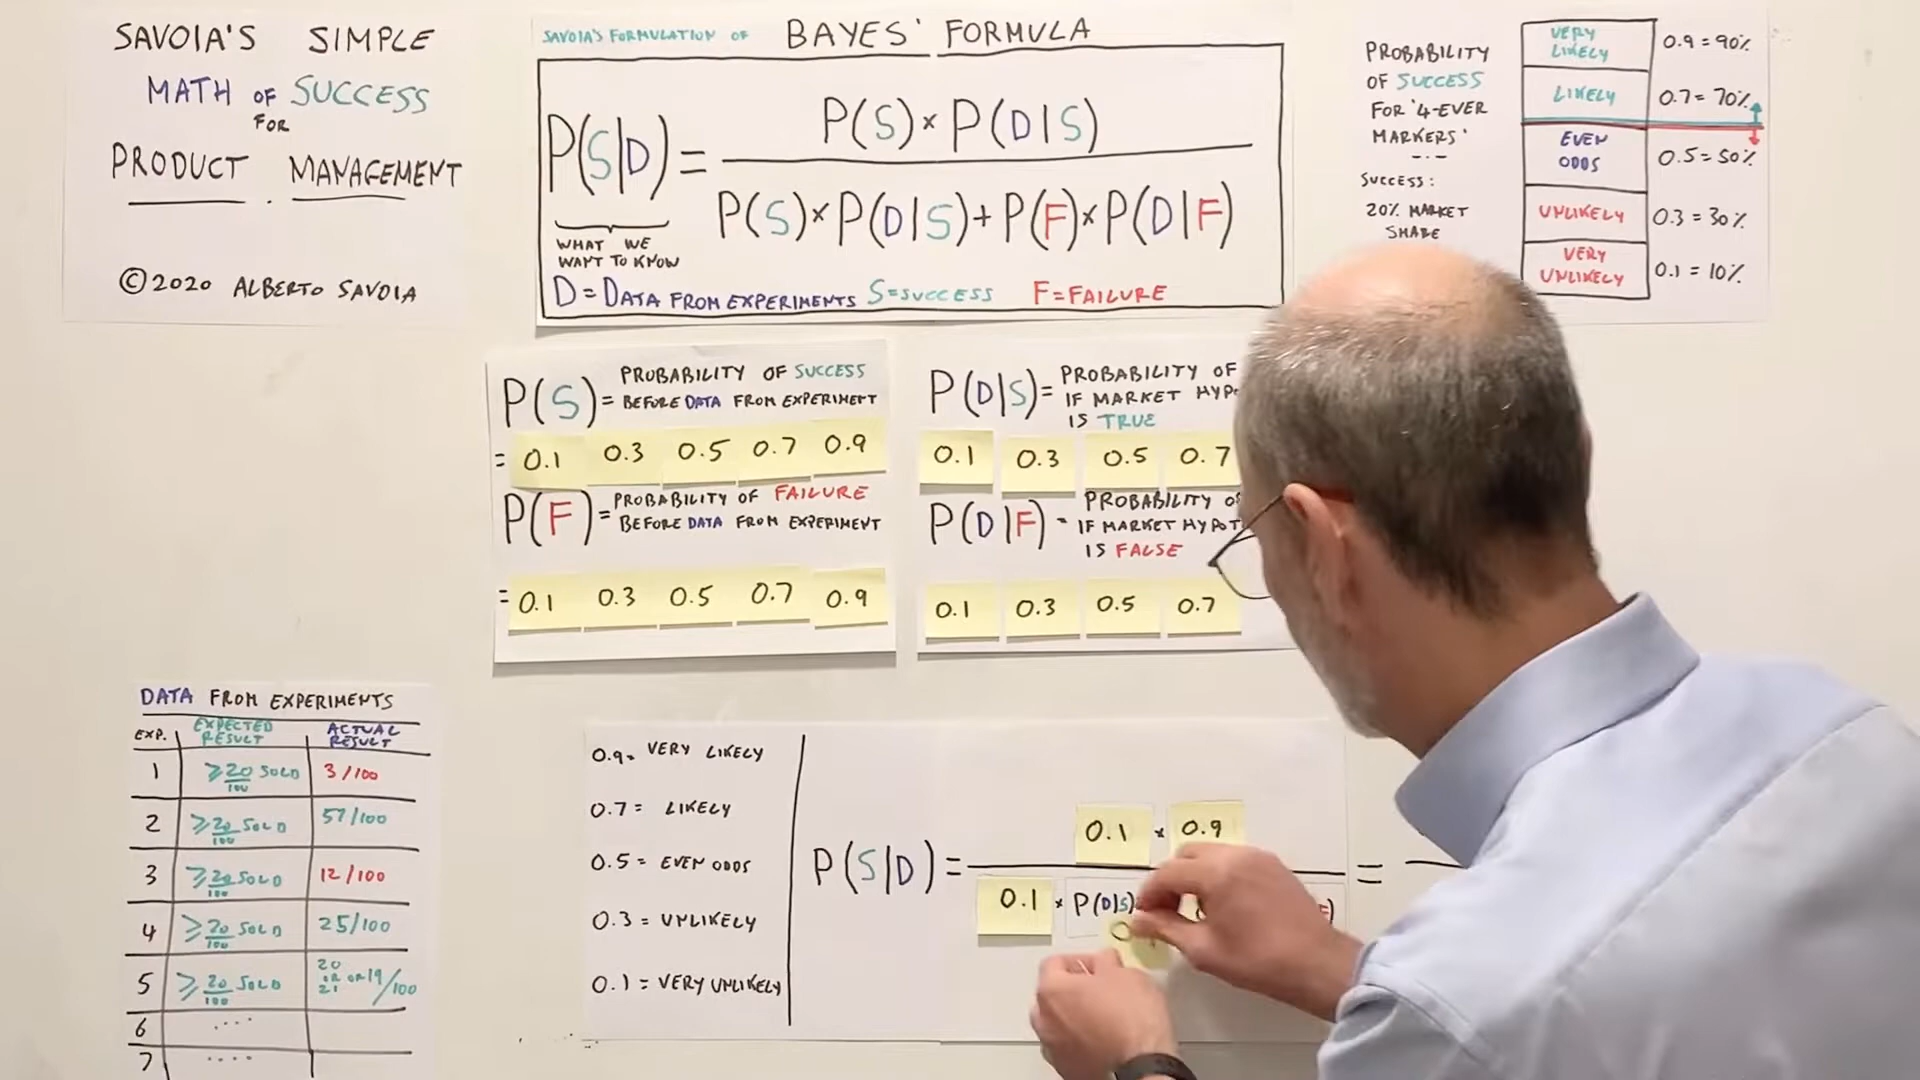 SAVOIA'S SIMPLE
MATH OF SUCCESS
FOR
PRODUCT MANAGEMENT
©2020 ALBERTO SAVOIA
SAVOIA'S FORMULATION OF BAYES' FORMULA
P(S|D) =
P(S) × P(D|S)
P(S) × P(D|S) + P(F) × P(D|F)
WHAT WE
WANT TO KNOW
D = DATA FROM EXPERIMENTS S = SUCCESS F = FAILURE
PROBABILITY
OF SUCCESS
FOR '4-EVER
MARKERS'
SUCCESS:
20% MARKET
SHARE
VERY
LIKELY
0.9 = 90%
LIKELY
0.7 = 70%
EVEN
ODDS
0.5 = 50%
UNLIKELY
0.3 = 30%
VERY
UNLIKELY
0.1 = 10%
P(S) = PROBABILITY OF SUCCESS
BEFORE DATA FROM EXPERIMENT
= 0.1 0.3 0.5 0.7 0.9
P(F) = PROBABILITY OF FAILURE
BEFORE DATA FROM EXPERIMENT
= 0.1 0.3 0.5 0.7 0.9
P(D|S) = PROBABILITY OF
IF MARKET
IS TRUE
0.1 0.3 0.5 0.7
P(D|F) = PROBABILITY
IF MARKET
IS FALSE
0.1 0.3 0.5 0.7
DATA FROM EXPERIMENTS
EXP. EXPECTED RESULT ACTUAL RESULT
1 ≥ 20/100 SOLD 3/100
2 ≥ 20/100 SOLD 57/100
3 ≥ 20/100 SOLD 12/100
4 ≥ 20/100 SOLD 25/100
5 ≥ 20/100 SOLD 20 or 21 or 19/100
6 ....
7 ....
0.9 = VERY LIKELY
0.7 = LIKELY
0.5 = EVEN ODDS
0.3 = UNLIKELY
0.1 = VERY UNLIKELY
P(S|D) =
0.1 × 0.9
0.1 × P(D|S)
=